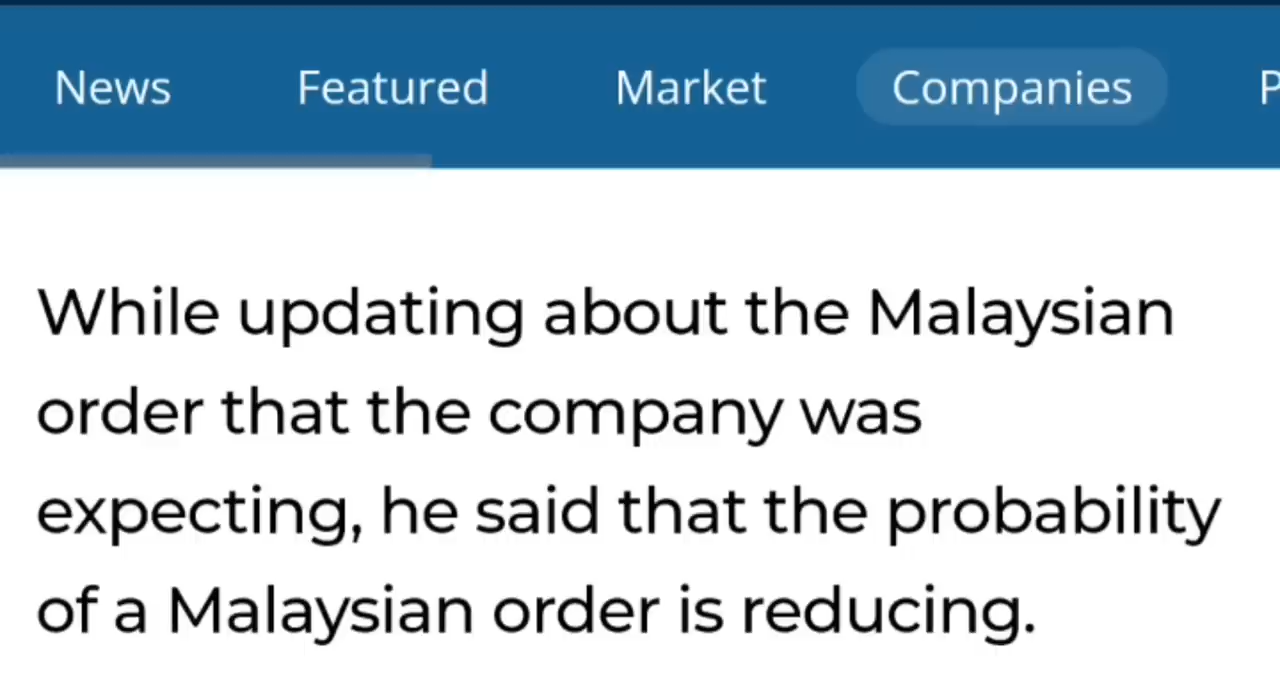 News Featured Market Companies P
While updating about the Malaysian
order that the company was
expecting, he said that the probability
of a Malaysian order is reducing.